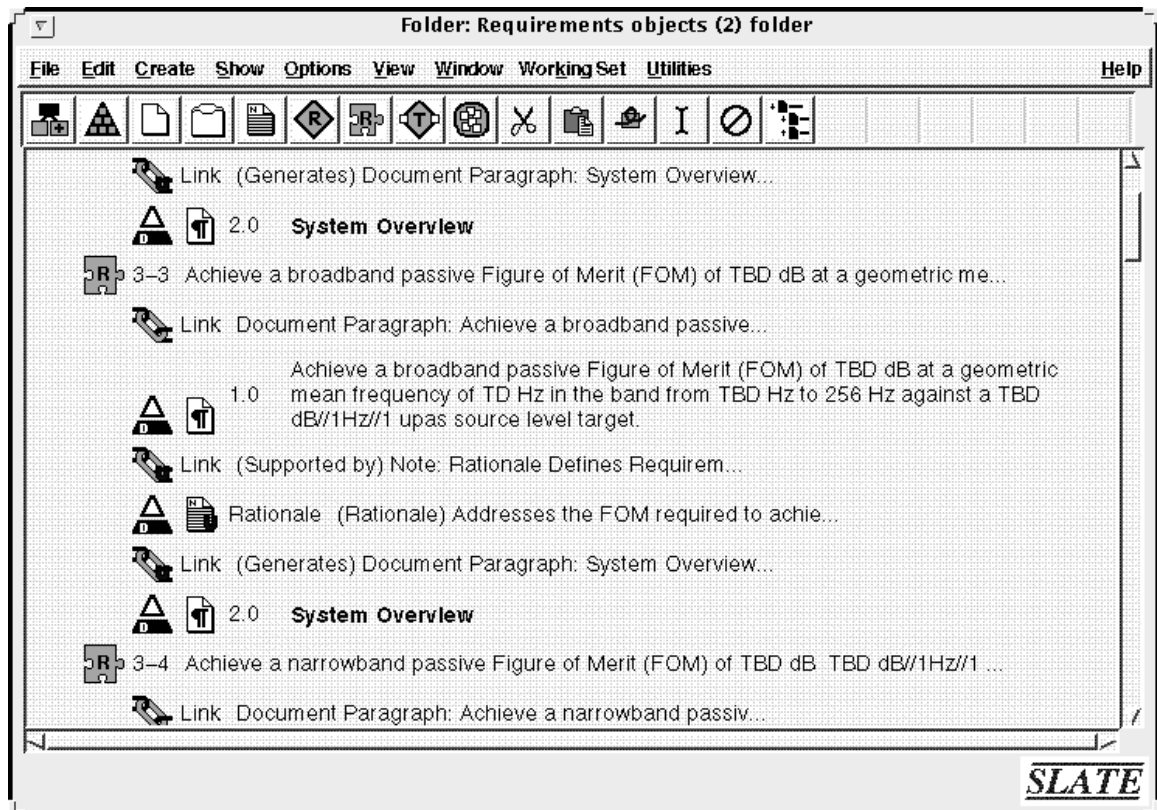 Folder: Requirements objects (2) folder
File Edit Create Show Options View Window Working Set Utilities Help
R R T
Link (Generates) Document Paragraph: System Overview...
D ¶ 2.0 System Overview
R 3–3 Achieve a broadband passive Figure of Merit (FOM) of TBD dB at a geometric me...
Link Document Paragraph: Achieve a broadband passive...
Achieve a broadband passive Figure of Merit (FOM) of TBD dB at a geometric
D ¶ 1.0 mean frequency of TD Hz in the band from TBD Hz to 256 Hz against a TBD
dB//1Hz//1 upas source level target.
Link (Supported by) Note: Rationale Defines Requirem...
D N Rationale (Rationale) Addresses the FOM required to achie...
Link (Generates) Document Paragraph: System Overview...
D ¶ 2.0 System Overview
R 3–4 Achieve a narrowband passive Figure of Merit (FOM) of TBD dB TBD dB//1Hz//1 ...
Link Document Paragraph: Achieve a narrowband passiv...
SLATE